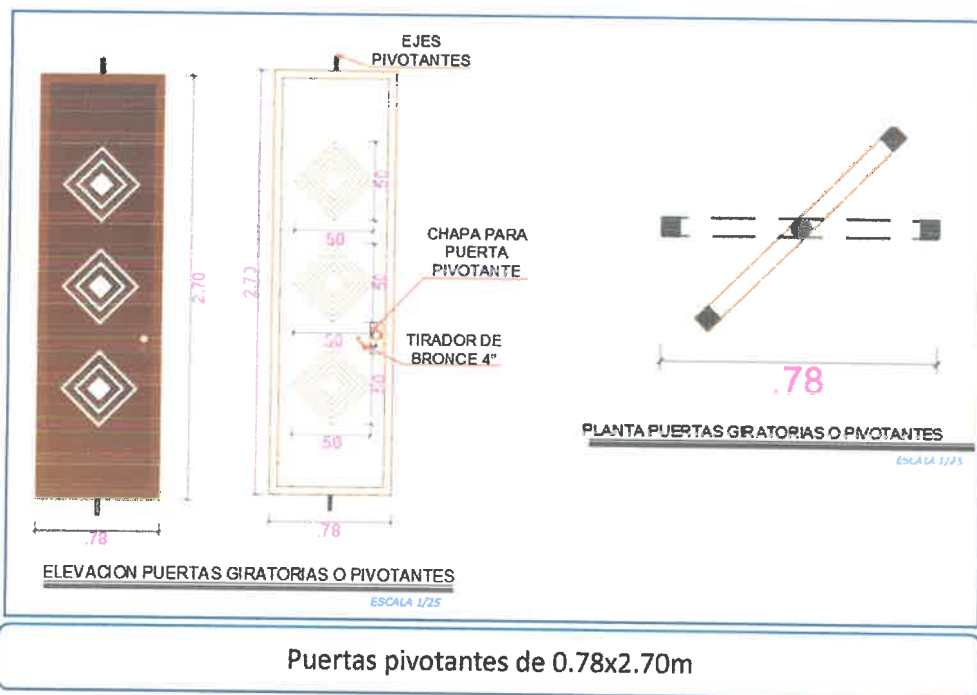 EJES
PIVOTANTES
2.70
2.70
.50
.50
CHAPA PARA
PUERTA
PIVOTANTE
.50
.50
TIRADOR DE
BRONCE 4"
.50
.50
.78
.78
ELEVACION PUERTAS GIRATORIAS O PIVOTANTES
ESCALA 1/25
.78
PLANTA PUERTAS GIRATORIAS O PIVOTANTES
ESCALA 1/25
Puertas pivotantes de 0.78x2.70m